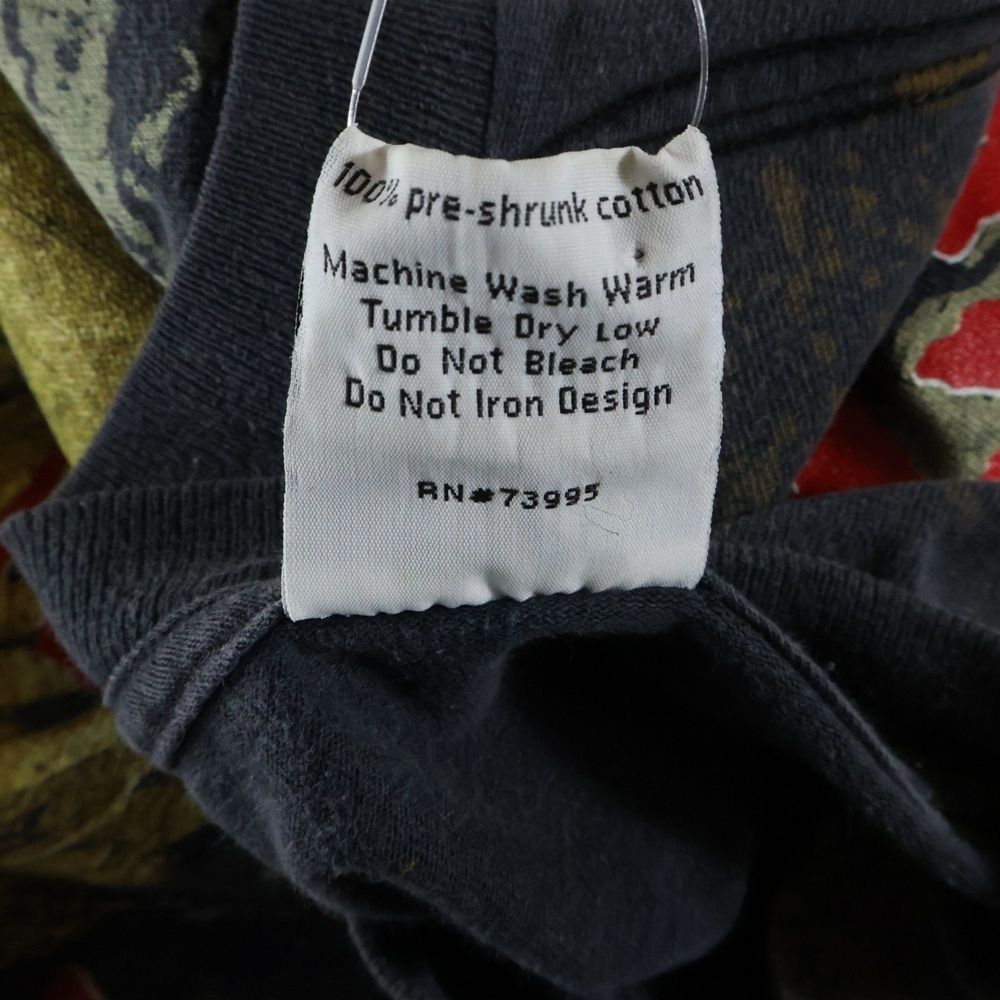 100% pre-shrunk cotton
Machine Wash Warm
Tumble Dry Low
Do Not Bleach
Do Not Iron Design
RN#73995